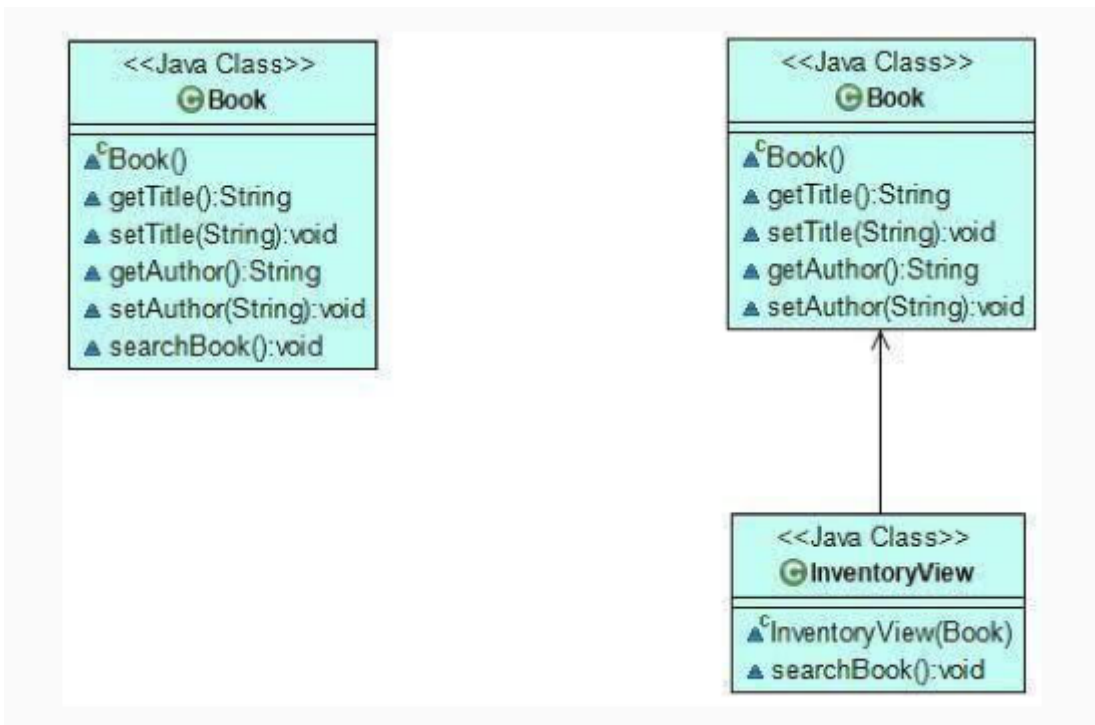 <<Java Class>>
C Book
C Book()
getTitle():String
setTitle(String):void
getAuthor():String
setAuthor(String):void
searchBook():void
<<Java Class>>
C Book
C Book()
getTitle():String
setTitle(String):void
getAuthor():String
setAuthor(String):void
<<Java Class>>
C InventoryView
C InventoryView(Book)
searchBook():void